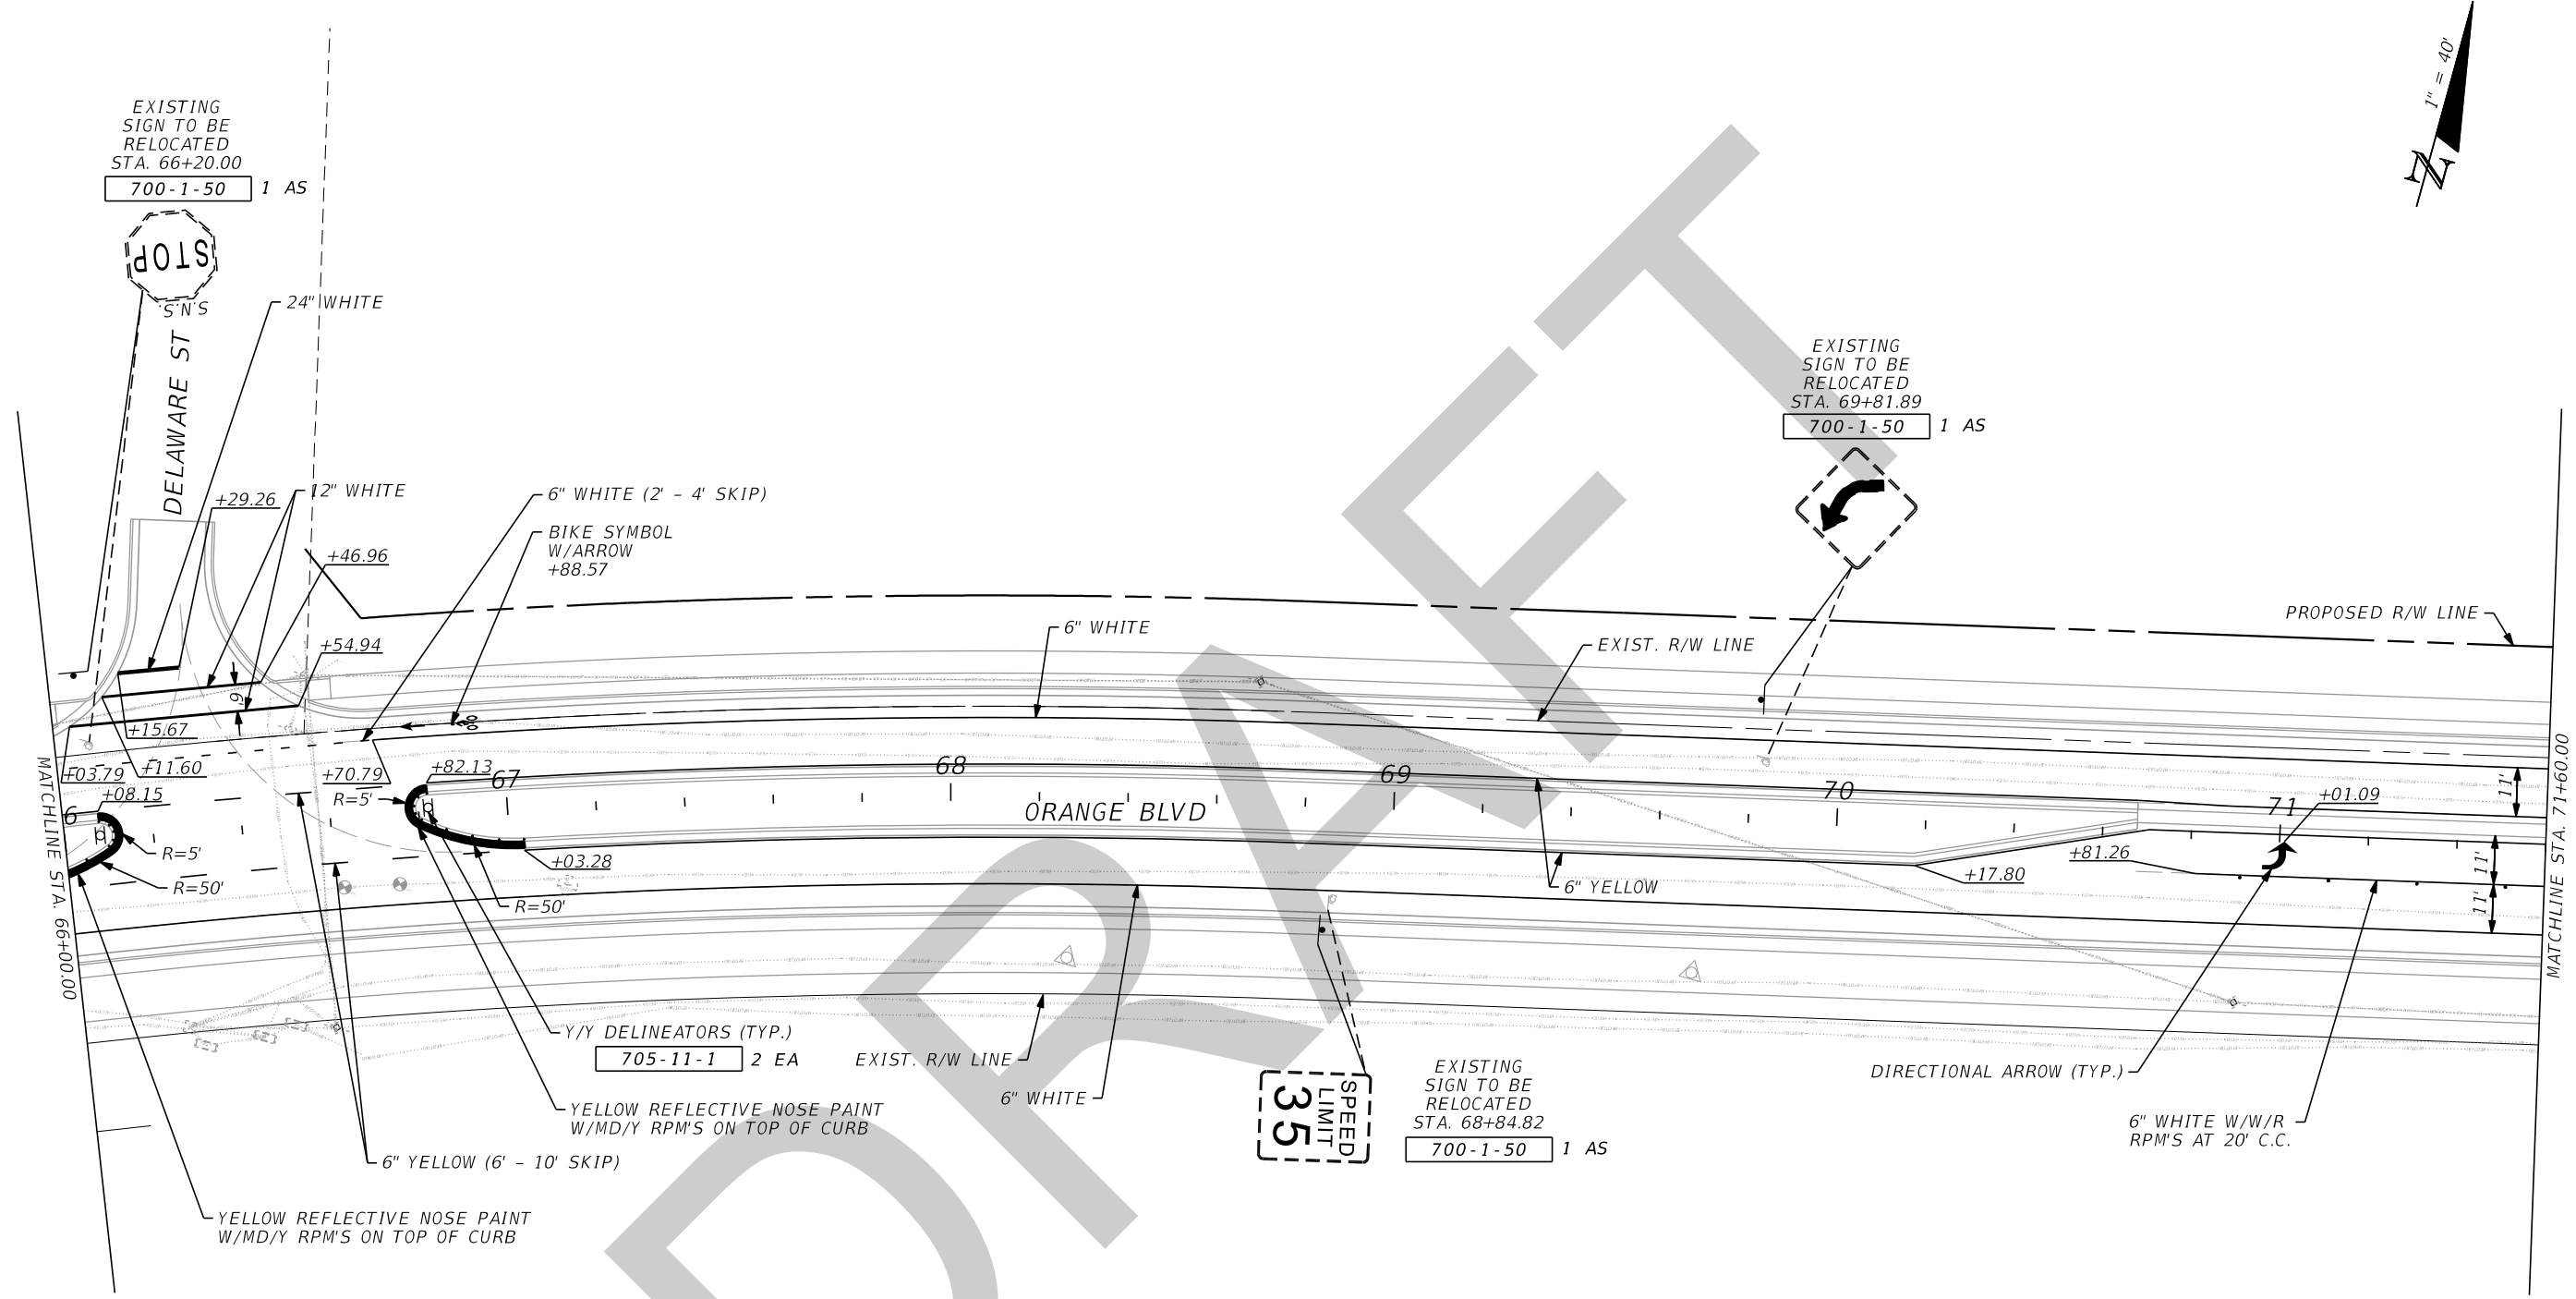 1" = 40'
N
EXISTING
SIGN TO BE
RELOCATED
STA. 66+20.00
700-1-50 1 AS
STOP
S.N.S.
24" WHITE
DELAWARE ST
+29.26
12" WHITE
+46.96
6" WHITE (2' – 4' SKIP)
BIKE SYMBOL
W/ARROW
+88.57
EXISTING
SIGN TO BE
RELOCATED
STA. 69+81.89
700-1-50 1 AS
PROPOSED R/W LINE
6" WHITE
EXIST. R/W LINE
+54.94
6'
+15.67
+11.60
+03.79
+08.15
+70.79
+82.13
R=5'
67
68
69
70
71
ORANGE BLVD
6
R=5'
R=50'
R=50'
+03.28
6" YELLOW
+17.80
+81.26
+01.09
11'
11'
11'
MATCHLINE STA. 66+00.00
MATCHLINE STA. 71+60.00
Y/Y DELINEATORS (TYP.)
705-11-1 2 EA
EXIST. R/W LINE
6" WHITE
YELLOW REFLECTIVE NOSE PAINT
W/MD/Y RPM'S ON TOP OF CURB
6" YELLOW (6' – 10' SKIP)
YELLOW REFLECTIVE NOSE PAINT
W/MD/Y RPM'S ON TOP OF CURB
SPEED
LIMIT
35
EXISTING
SIGN TO BE
RELOCATED
STA. 68+84.82
700-1-50 1 AS
DIRECTIONAL ARROW (TYP.)
6" WHITE W/W/R
RPM'S AT 20' C.C.
DRAFT